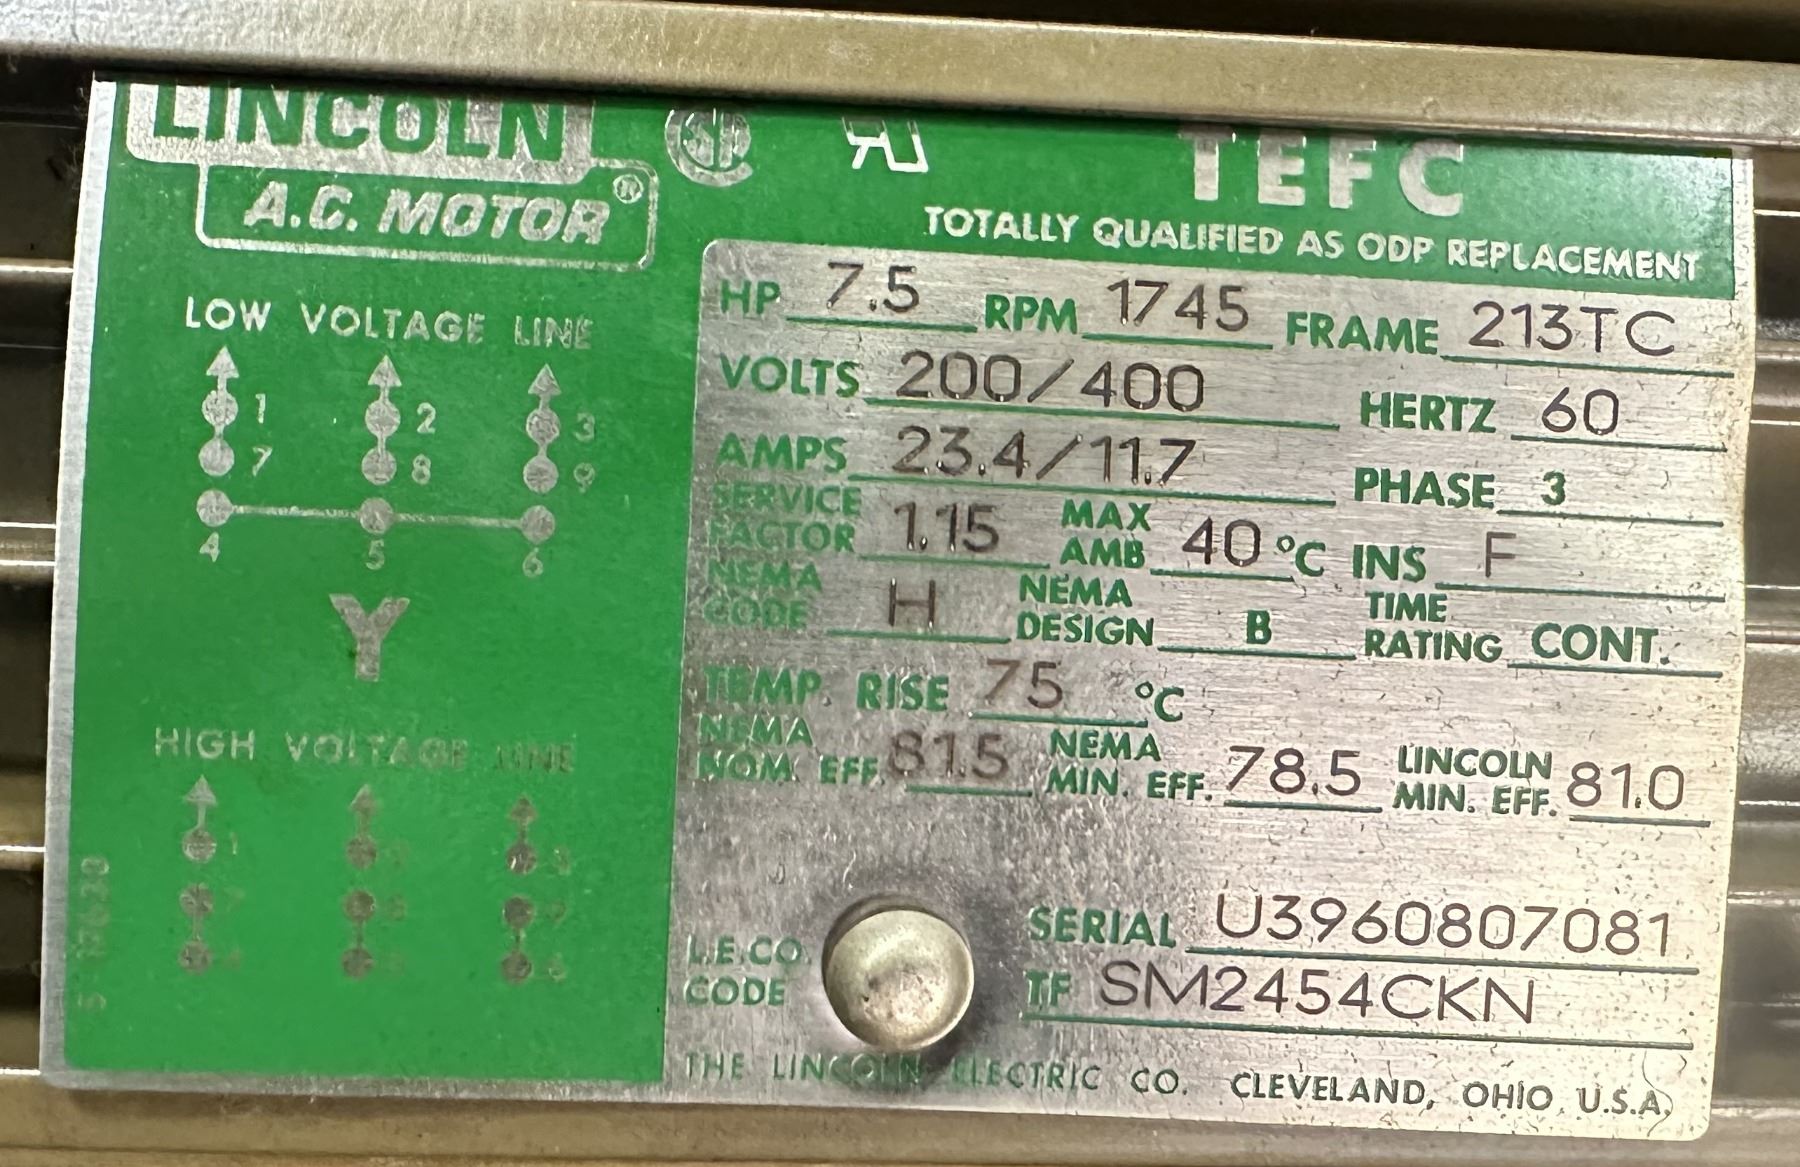 LINCOLN
A.C. MOTOR®
TEFC
TOTALLY QUALIFIED AS ODP REPLACEMENT
LOW VOLTAGE LINE
1 2 3
7 8 9
4 5 6
Y
HIGH VOLTAGE LINE
HP 7.5 RPM 1745 FRAME 213TC
VOLTS 200/400 HERTZ 60
AMPS 23.4/11.7 PHASE 3
SERVICE FACTOR 1.15 MAX AMB 40 °C INS F
NEMA CODE H NEMA DESIGN B TIME RATING CONT.
TEMP. RISE 75 °C
NEMA NOM. EFF. 81.5 NEMA MIN. EFF. 78.5 LINCOLN MIN. EFF. 81.0
SERIAL U3960807081
L.E.CO. CODE
TF SM2454CKN
THE LINCOLN ELECTRIC CO. CLEVELAND, OHIO, U.S.A.